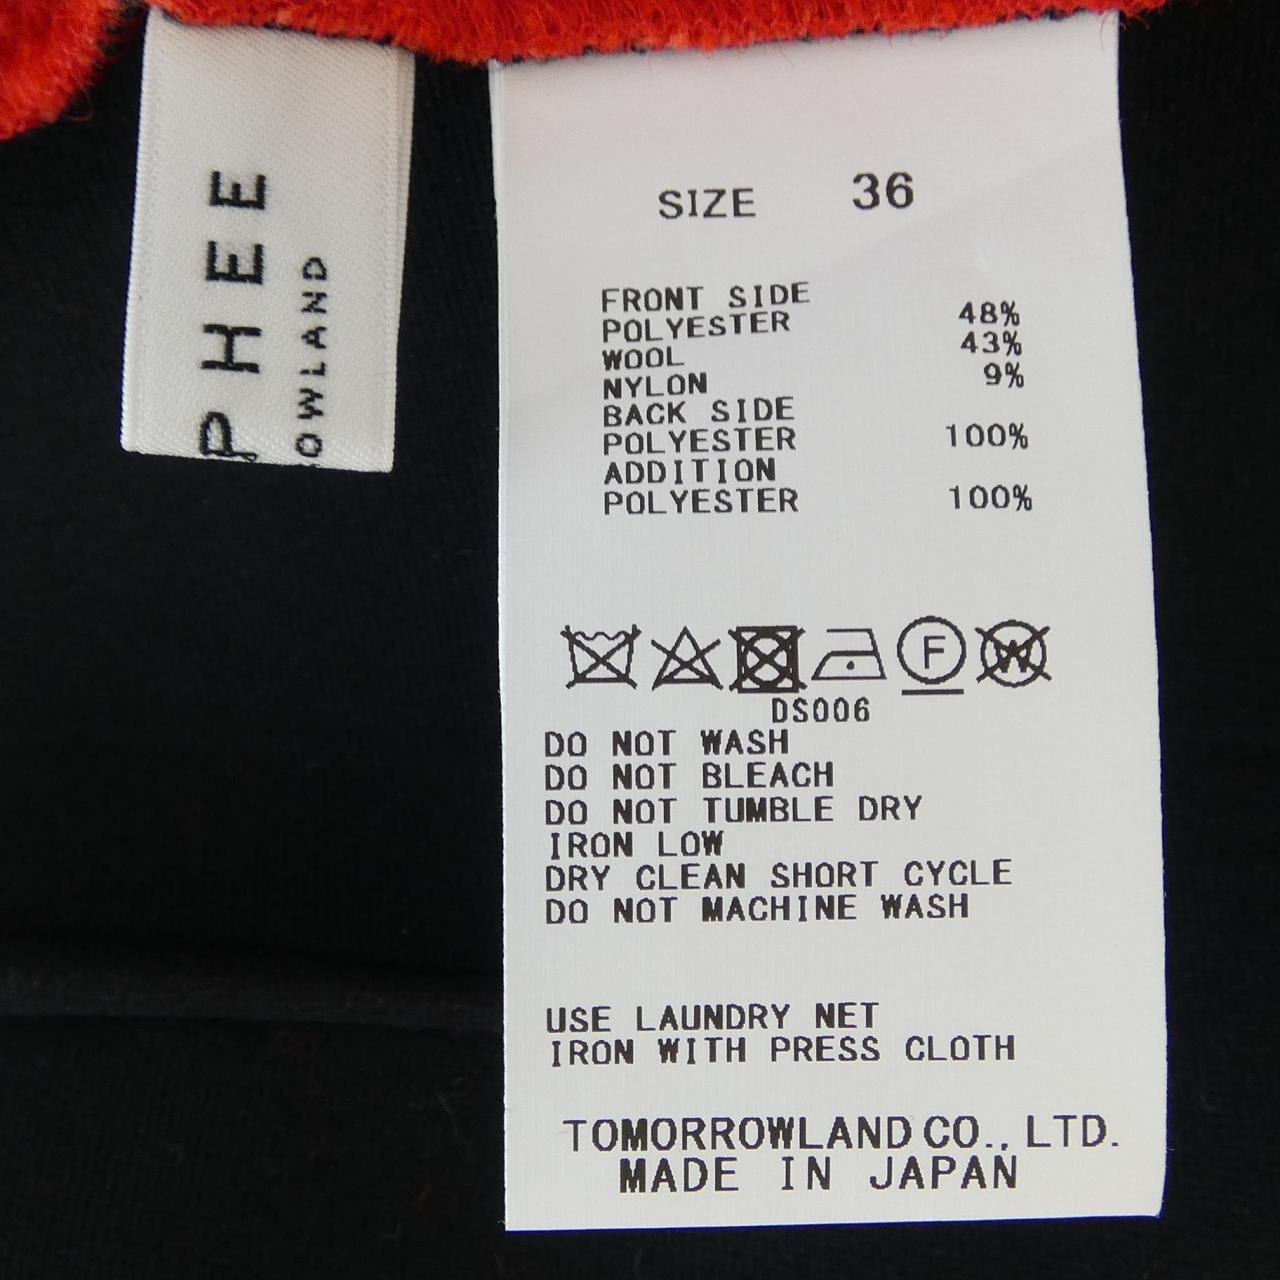 PHEE
OWLAND
SIZE 36
FRONT SIDE
POLYESTER 48%
WOOL 43%
NYLON 9%
BACK SIDE
POLYESTER 100%
ADDITION
POLYESTER 100%
F W
DS006
DO NOT WASH
DO NOT BLEACH
DO NOT TUMBLE DRY
IRON LOW
DRY CLEAN SHORT CYCLE
DO NOT MACHINE WASH
USE LAUNDRY NET
IRON WITH PRESS CLOTH
TOMORROWLAND CO., LTD.
MADE IN JAPAN